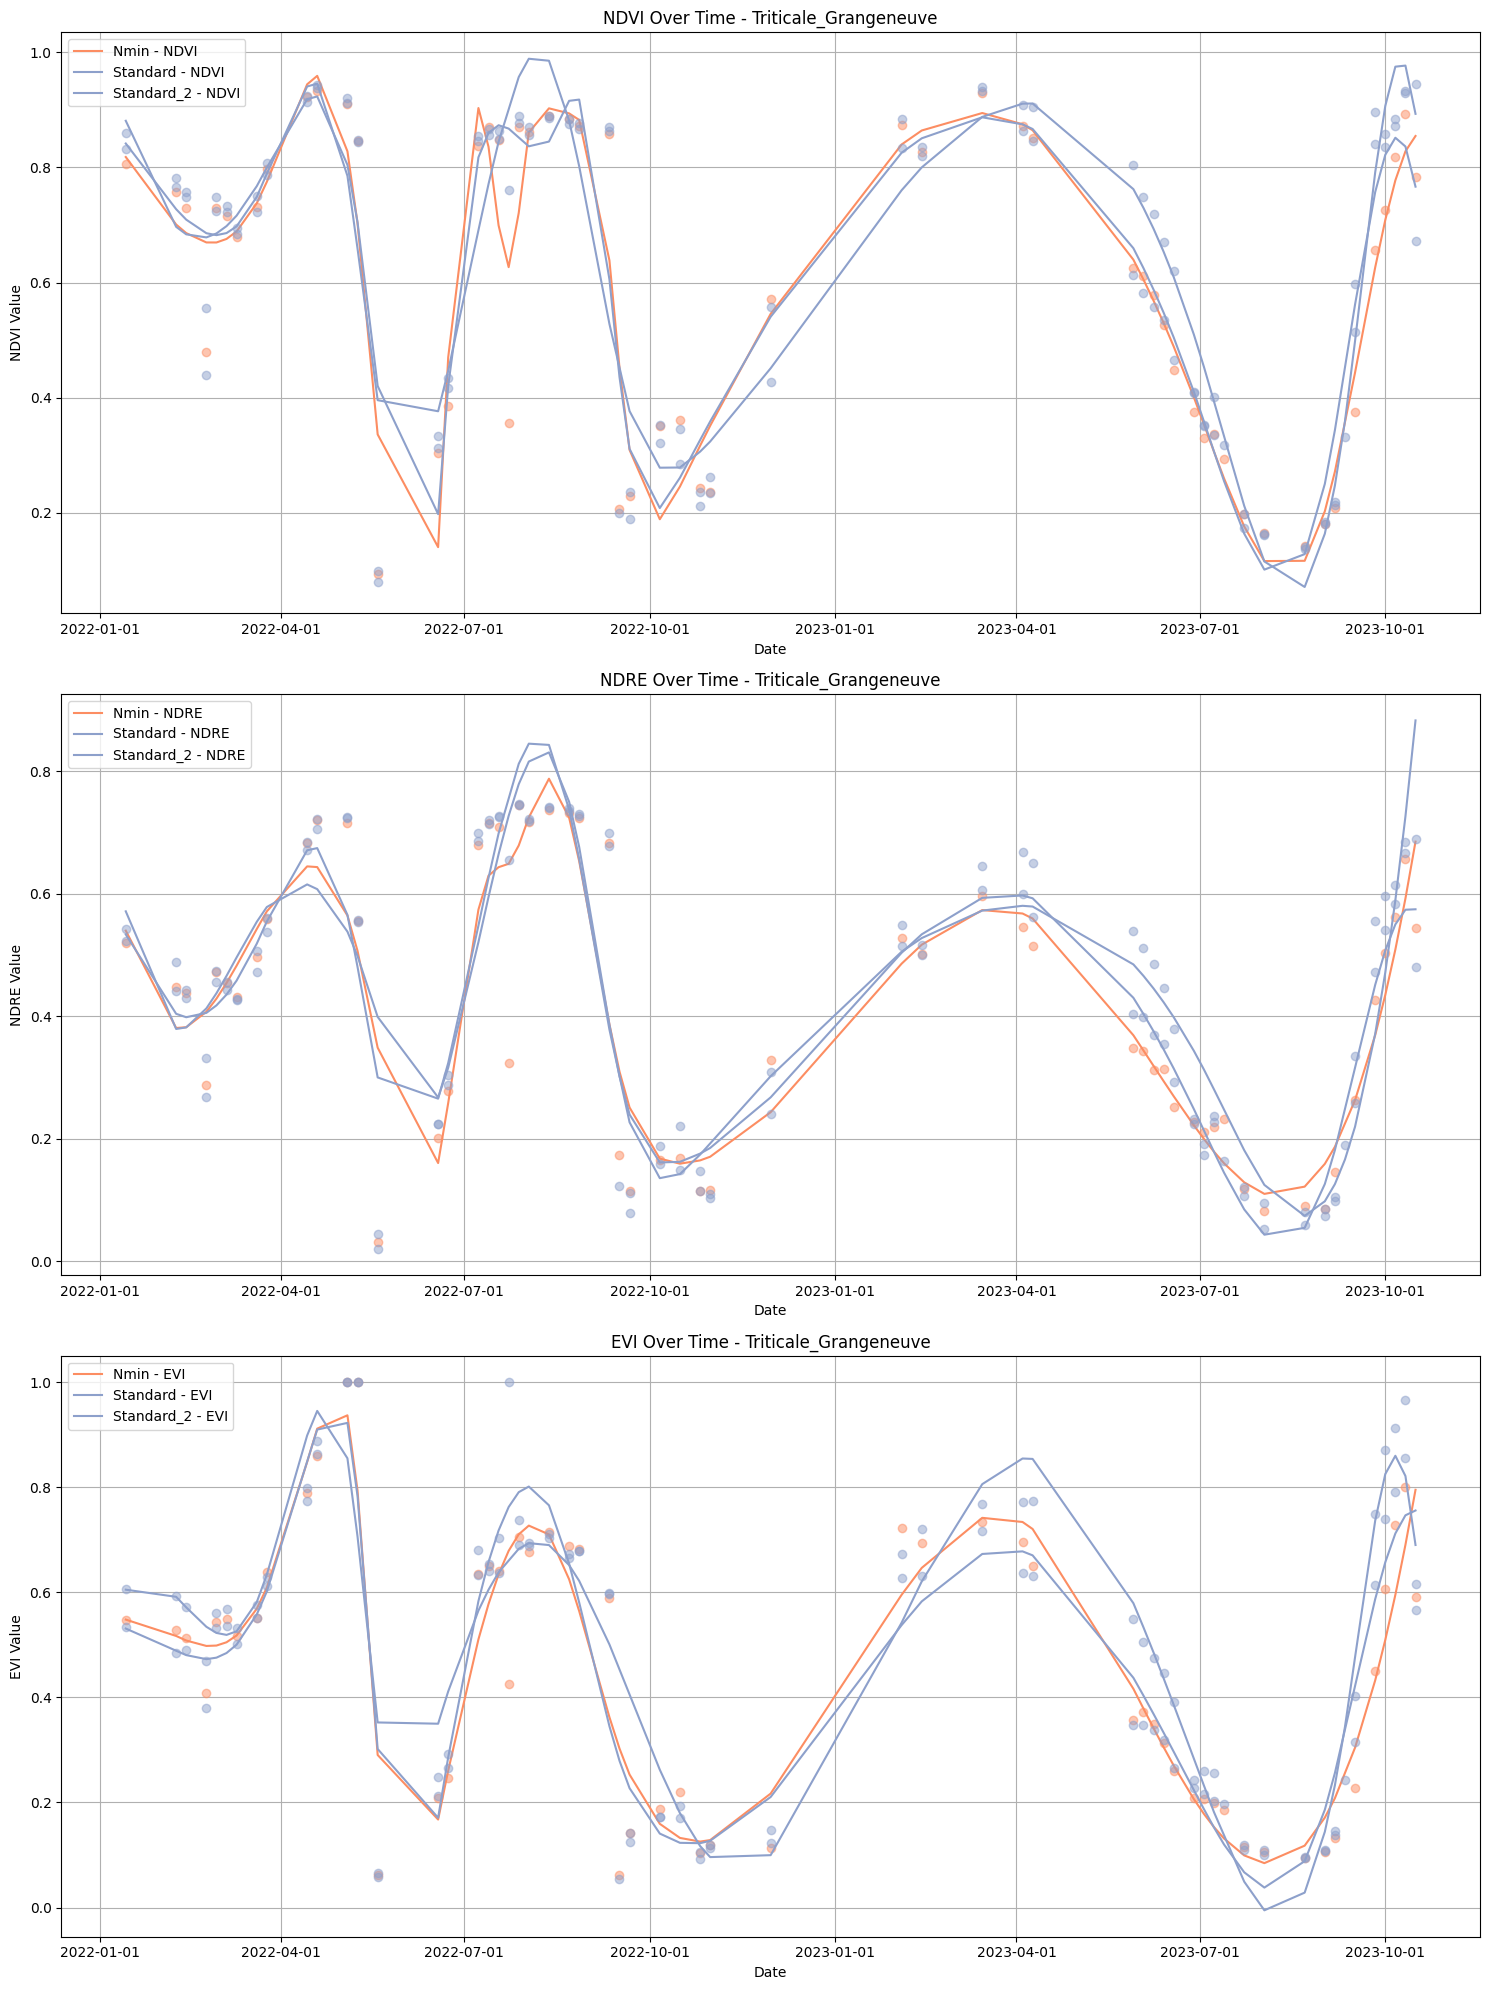 NDVI Over Time - Triticale_Grangeneuve
Nmin - NDVI
Standard - NDVI
Standard_2 - NDVI
NDVI Value
1.0
0.8
0.6
0.4
0.2
2022-01-01 2022-04-01 2022-07-01 2022-10-01 2023-01-01 2023-04-01 2023-07-01 2023-10-01
Date
NDRE Over Time - Triticale_Grangeneuve
Nmin - NDRE
Standard - NDRE
Standard_2 - NDRE
NDRE Value
0.8
0.6
0.4
0.2
0.0
2022-01-01 2022-04-01 2022-07-01 2022-10-01 2023-01-01 2023-04-01 2023-07-01 2023-10-01
Date
EVI Over Time - Triticale_Grangeneuve
Nmin - EVI
Standard - EVI
Standard_2 - EVI
EVI Value
1.0
0.8
0.6
0.4
0.2
0.0
2022-01-01 2022-04-01 2022-07-01 2022-10-01 2023-01-01 2023-04-01 2023-07-01 2023-10-01
Date